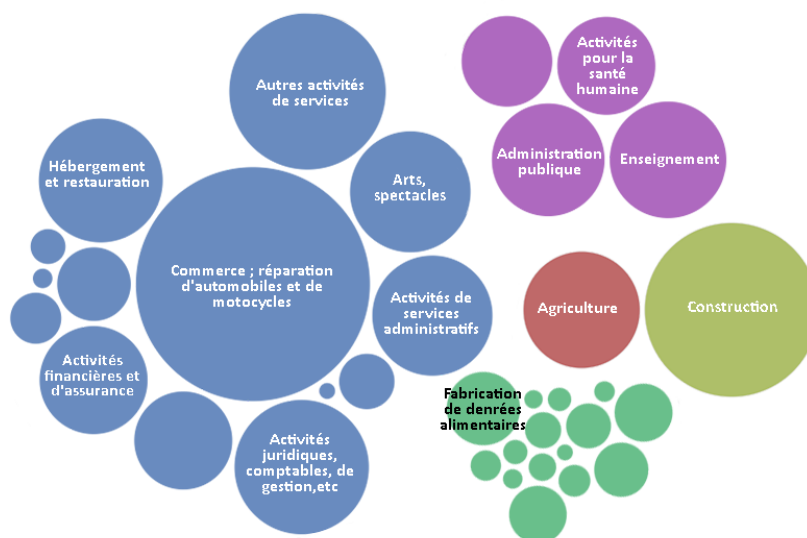 Autres activités
de services
Activités
pour la
santé
humaine
Hébergement
et restauration
Arts,
spectacles
Administration
publique
Enseignement
Commerce ; réparation
d'automobiles et de
motocycles
Activités de
services
administratifs
Agriculture
Construction
Activités
financières et
d'assurance
Fabrication
de denrées
alimentaires
Activités
juridiques,
comptables, de
gestion,etc